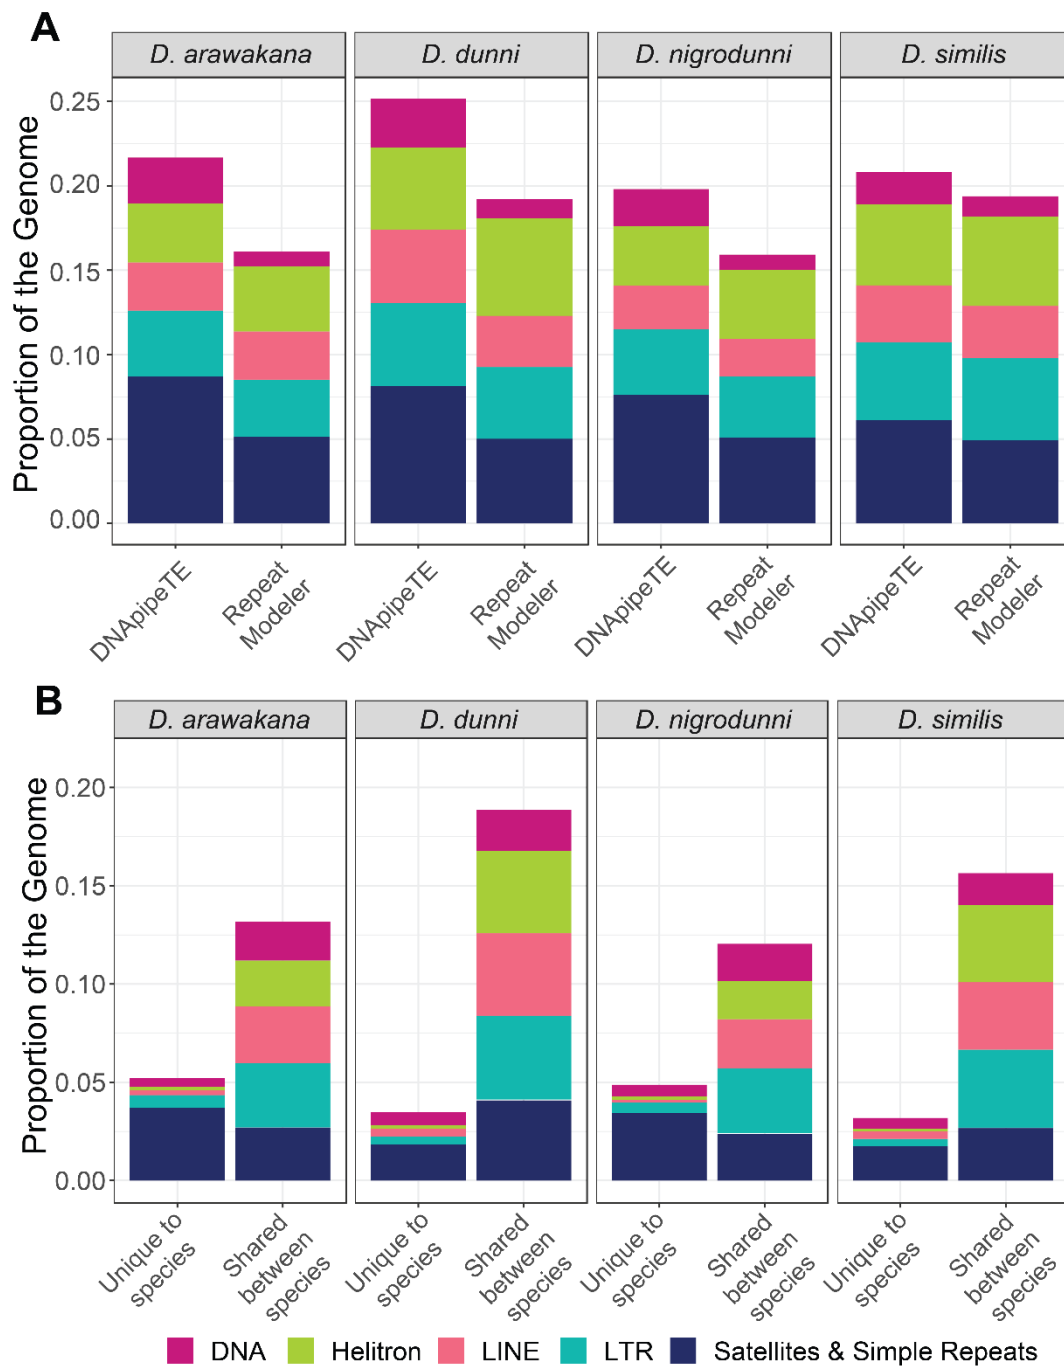 A
D. arawakana
D. dunni
D. nigrodunni
D. similis
Proportion of the Genome
0.25
0.20
0.15
0.10
0.05
0.00
DNApipeTE
Repeat
Modeler
DNApipeTE
Repeat
Modeler
DNApipeTE
Repeat
Modeler
DNApipeTE
Repeat
Modeler
B
D. arawakana
D. dunni
D. nigrodunni
D. similis
Proportion of the Genome
0.20
0.15
0.10
0.05
0.00
Unique to
species
Shared
between
species
Unique to
species
Shared
between
species
Unique to
species
Shared
between
species
Unique to
species
Shared
between
species
DNA
Helitron
LINE
LTR
Satellites & Simple Repeats